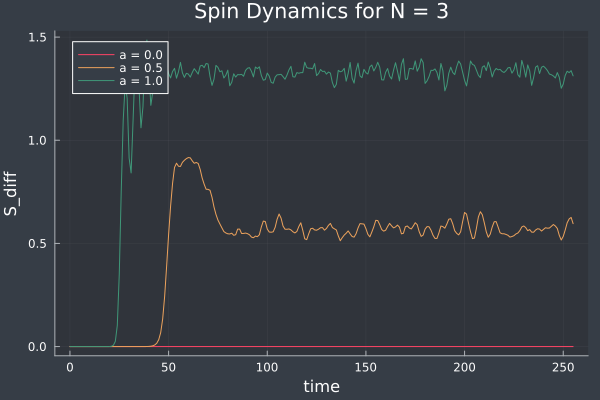 Spin Dynamics for N = 3
1.5
a = 0.0
a = 0.5
a = 1.0
1.0
S_diff
0.5
0.0
0 50 100 150 200 250
time